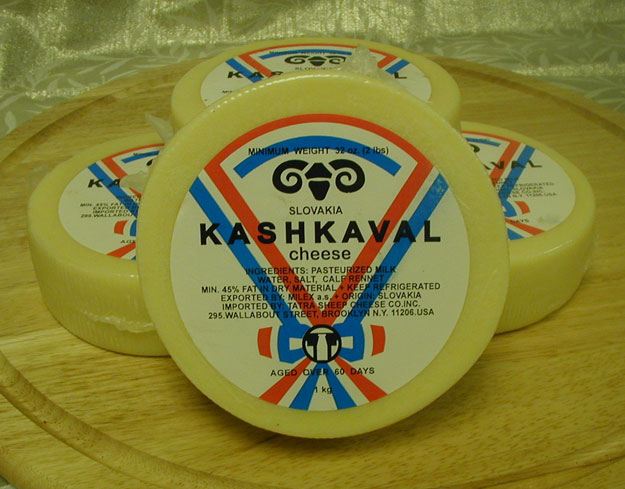 MINIMUM WEIGHT 32 oz. (2 lbs)
SLOVAKIA
KASHKAVAL
cheese
INGREDIENTS: PASTEURIZED MILK
WATER, SALT, CALF RENNET
MIN. 45% FAT IN DRY MATERIAL + KEEP REFRIGERATED
EXPORTED BY: MILEX a.s. + ORIGIN: SLOVAKIA
IMPORTED BY: TATRA SHEEP CHEESE CO.INC.
295.WALLABOUT STREET, BROOKLYN N.Y. 11206.USA
AGED OVER 60 DAYS
1 kg